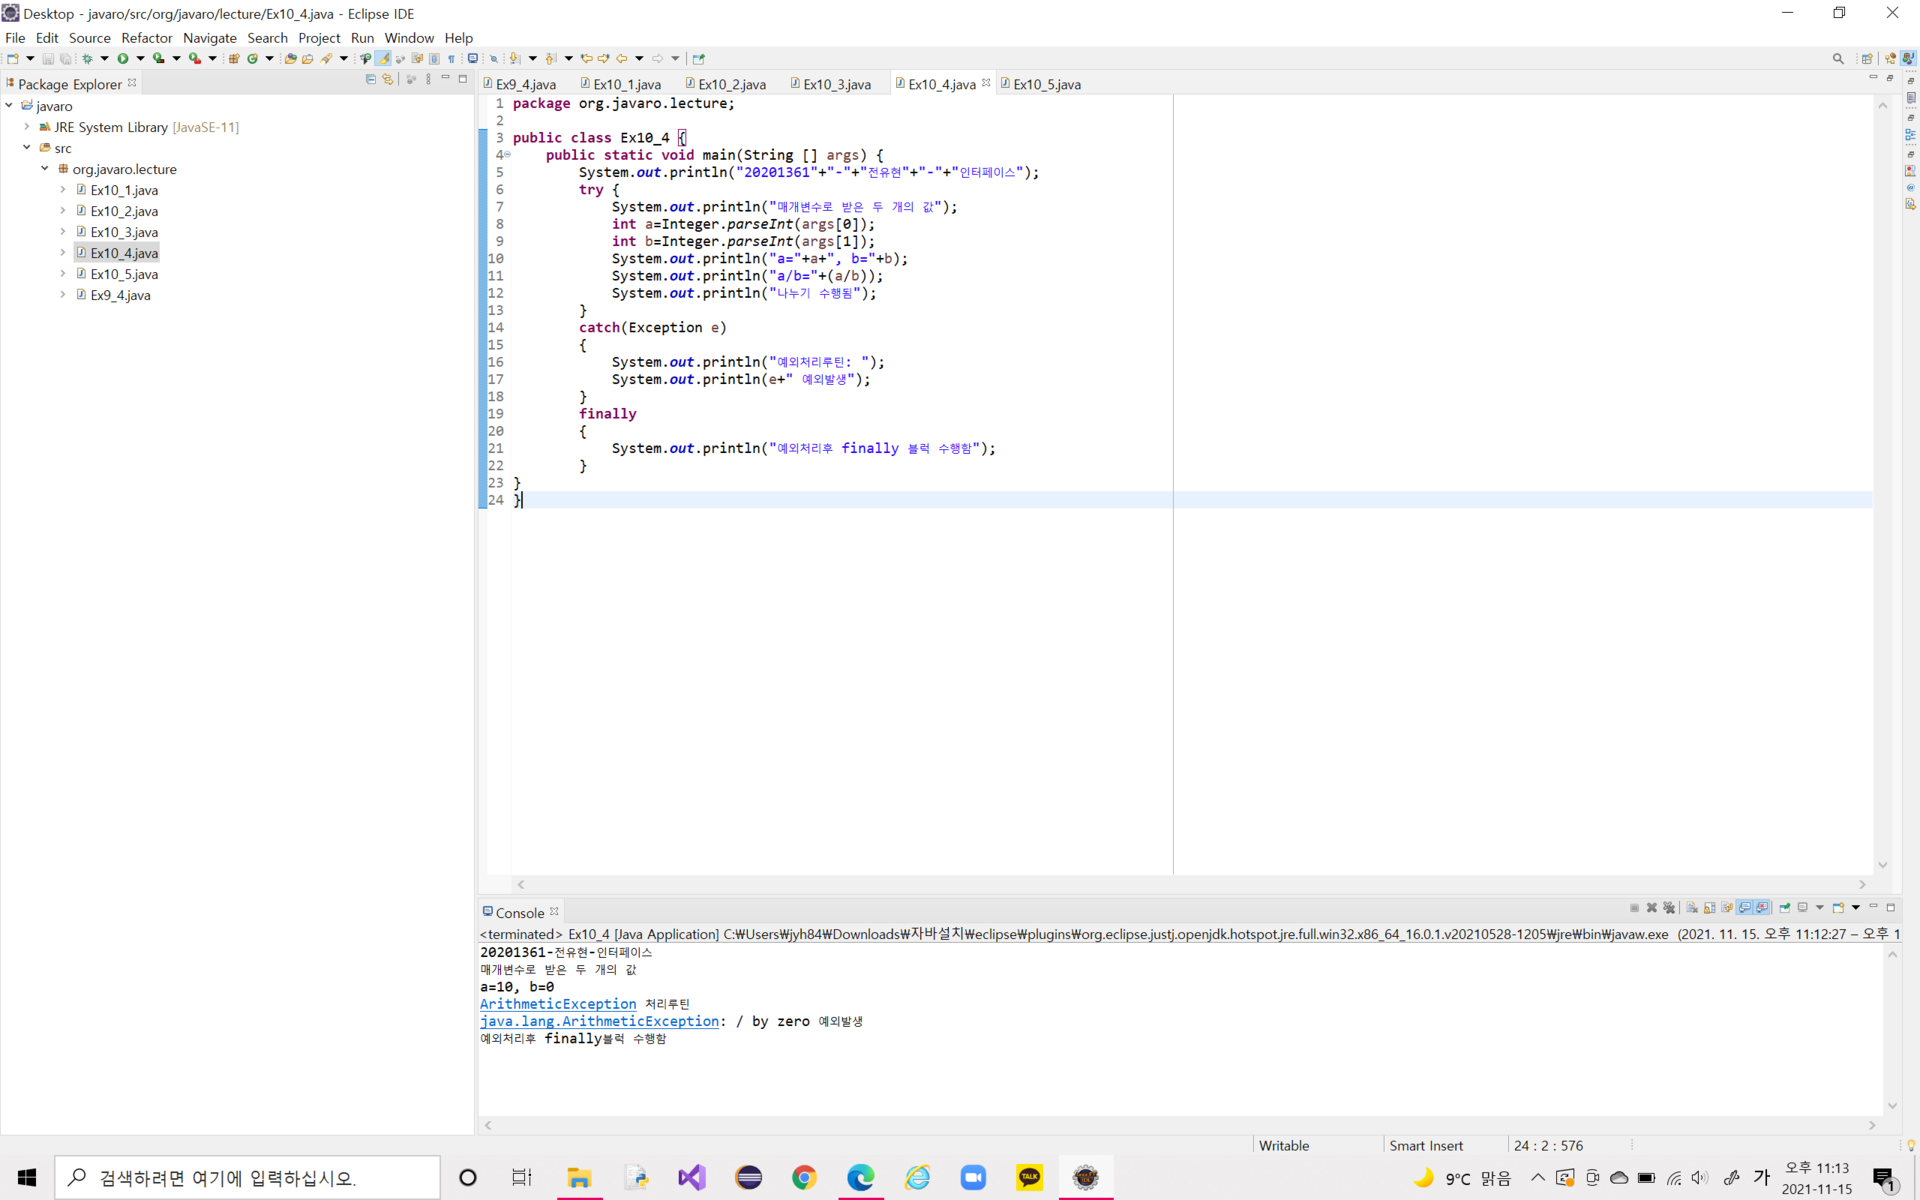 Desktop - javaro/src/org/javaro/lecture/Ex10_4.java - Eclipse IDE
File Edit Source Refactor Navigate Search Project Run Window Help
Package Explorer
javaro
JRE System Library [JavaSE-11]
src
org.javaro.lecture
Ex10_1.java
Ex10_2.java
Ex10_3.java
Ex10_4.java
Ex10_5.java
Ex9_4.java
Ex9_4.java Ex10_1.java Ex10_2.java Ex10_3.java Ex10_4.java Ex10_5.java
1 package org.javaro.lecture;
2
3 public class Ex10_4 {
4 public static void main(String [] args) {
5 System.out.println("20201361"+"-"+"전유현"+"-"+"인터페이스");
6 try {
7 System.out.println("매개변수로 받은 두 개의 값");
8 int a=Integer.parseInt(args[0]);
9 int b=Integer.parseInt(args[1]);
10 System.out.println("a="+a+", b="+b);
11 System.out.println("a/b="+(a/b));
12 System.out.println("나누기 수행됨");
13 }
14 catch(Exception e)
15 {
16 System.out.println("예외처리루틴: ");
17 System.out.println(e+" 예외발생");
18 }
19 finally
20 {
21 System.out.println("예외처리후 finally 블럭 수행함");
22 }
23 }
24 }
Console
<terminated> Ex10_4 [Java Application] C:₩Users₩jyh84₩Downloads₩자바설치₩eclipse₩plugins₩org.eclipse.justj.openjdk.hotspot.jre.full.win32.x86_64_16.0.1.v20210528-1205₩jre₩bin₩javaw.exe (2021. 11. 15. 오후 11:12:27 – 오후 1
20201361-전유현-인터페이스
매개변수로 받은 두 개의 값
a=10, b=0
ArithmeticException 처리루틴
java.lang.ArithmeticException: / by zero 예외발생
예외처리후 finally블럭 수행함
Writable Smart Insert 24 : 2 : 576
검색하려면 여기에 입력하십시오.
TALK
9°C 맑음
가
오후 11:13
2021-11-15
1